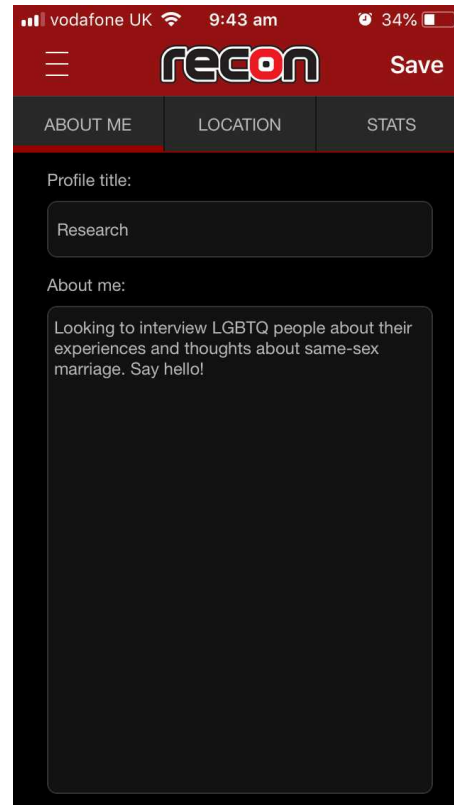 vodafone UK 9:43 am 34%
recon Save
ABOUT ME LOCATION STATS
Profile title:
Research
About me:
Looking to interview LGBTQ people about their
experiences and thoughts about same-sex
marriage. Say hello!